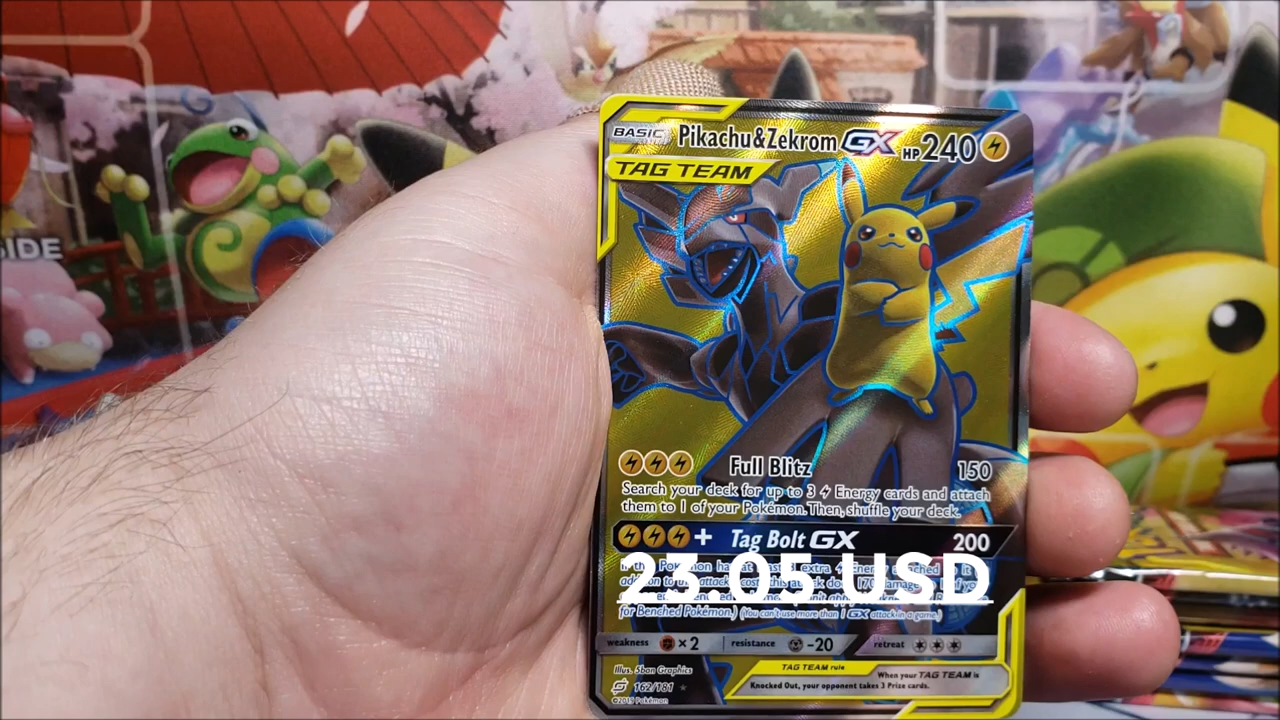 BASIC Pikachu&Zekrom GX HP 240
TAG TEAM
SIDE
Full Blitz 150
Search your deck for up to 3 Energy cards and attach
them to 1 of your Pokémon. Then, shuffle your deck.
+ Tag Bolt GX 200
25.05 USD
for Benched Pokémon.) (You can't use more than 1 GX attack in a game.)
weakness ×2 resistance -20 retreat
Illus. 5ban Graphics
162/181
©2019 Pokémon
TAG TEAM rule
When your TAG TEAM is
Knocked Out, your opponent takes 3 Prize cards.